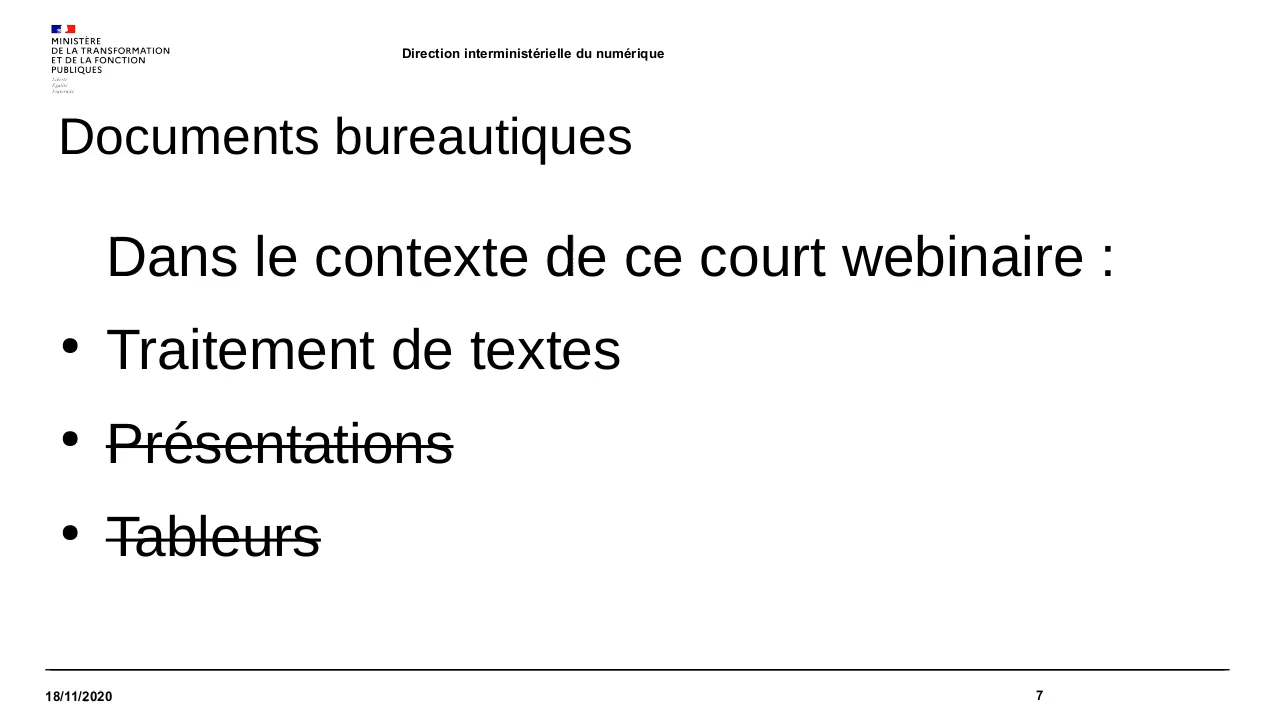 MINISTÈRE
DE LA TRANSFORMATION
ET DE LA FONCTION
PUBLIQUES
Liberté
Égalité
Fraternité
Direction interministérielle du numérique
Documents bureautiques
Dans le contexte de ce court webinaire :
• Traitement de textes
• Présentations
• Tableurs
18/11/2020
7